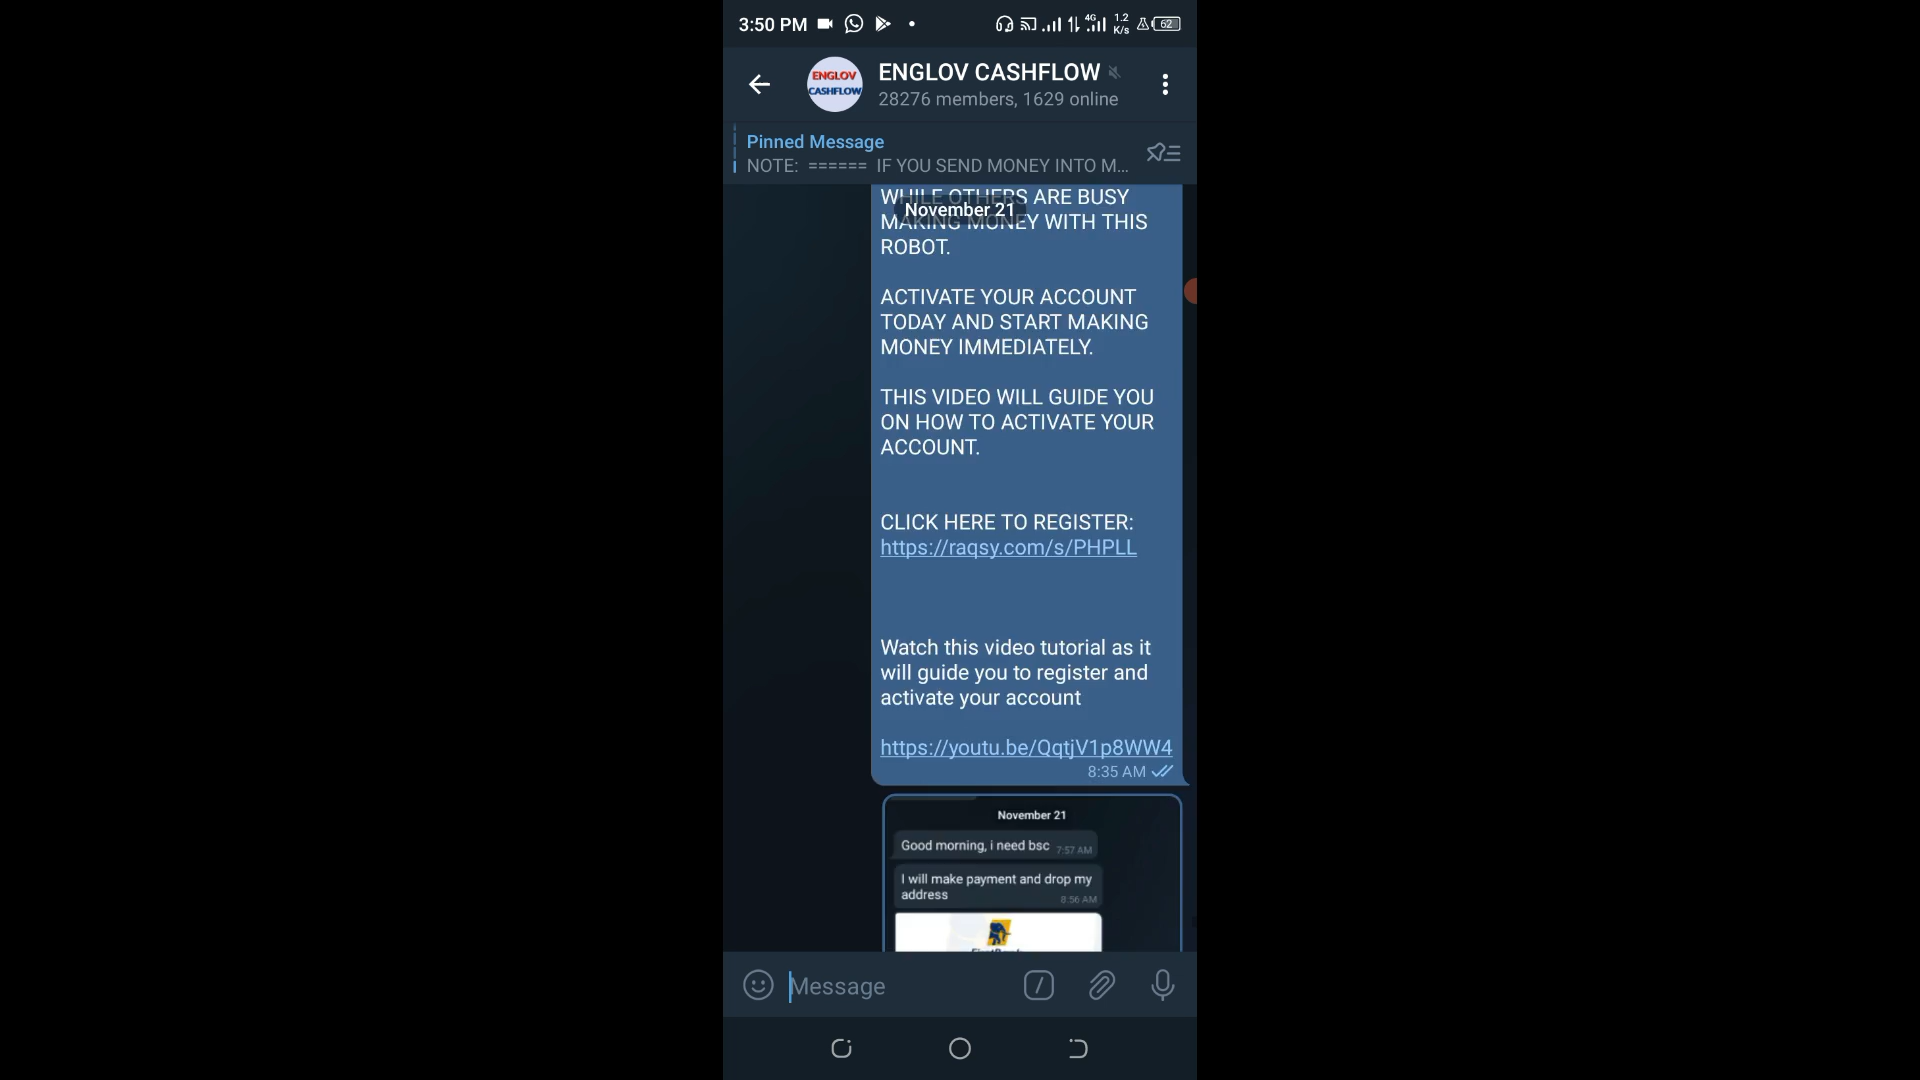 3:50 PM
4G
1.2
K/s
62
ENGLOV
CASHFLOW
ENGLOV CASHFLOW
28276 members, 1629 online
Pinned Message
NOTE: ====== IF YOU SEND MONEY INTO M...
WHILE OTHERS ARE BUSY
November 21
MAKING MONEY WITH THIS
ROBOT.
ACTIVATE YOUR ACCOUNT
TODAY AND START MAKING
MONEY IMMEDIATELY.
THIS VIDEO WILL GUIDE YOU
ON HOW TO ACTIVATE YOUR
ACCOUNT.
CLICK HERE TO REGISTER:
https://raqsy.com/s/PHPLL
Watch this video tutorial as it
will guide you to register and
activate your account
https://youtu.be/QqtjV1p8WW4
8:35 AM
November 21
Good morning, i need bsc 7:57 AM
I will make payment and drop my
address 8:56 AM
Message